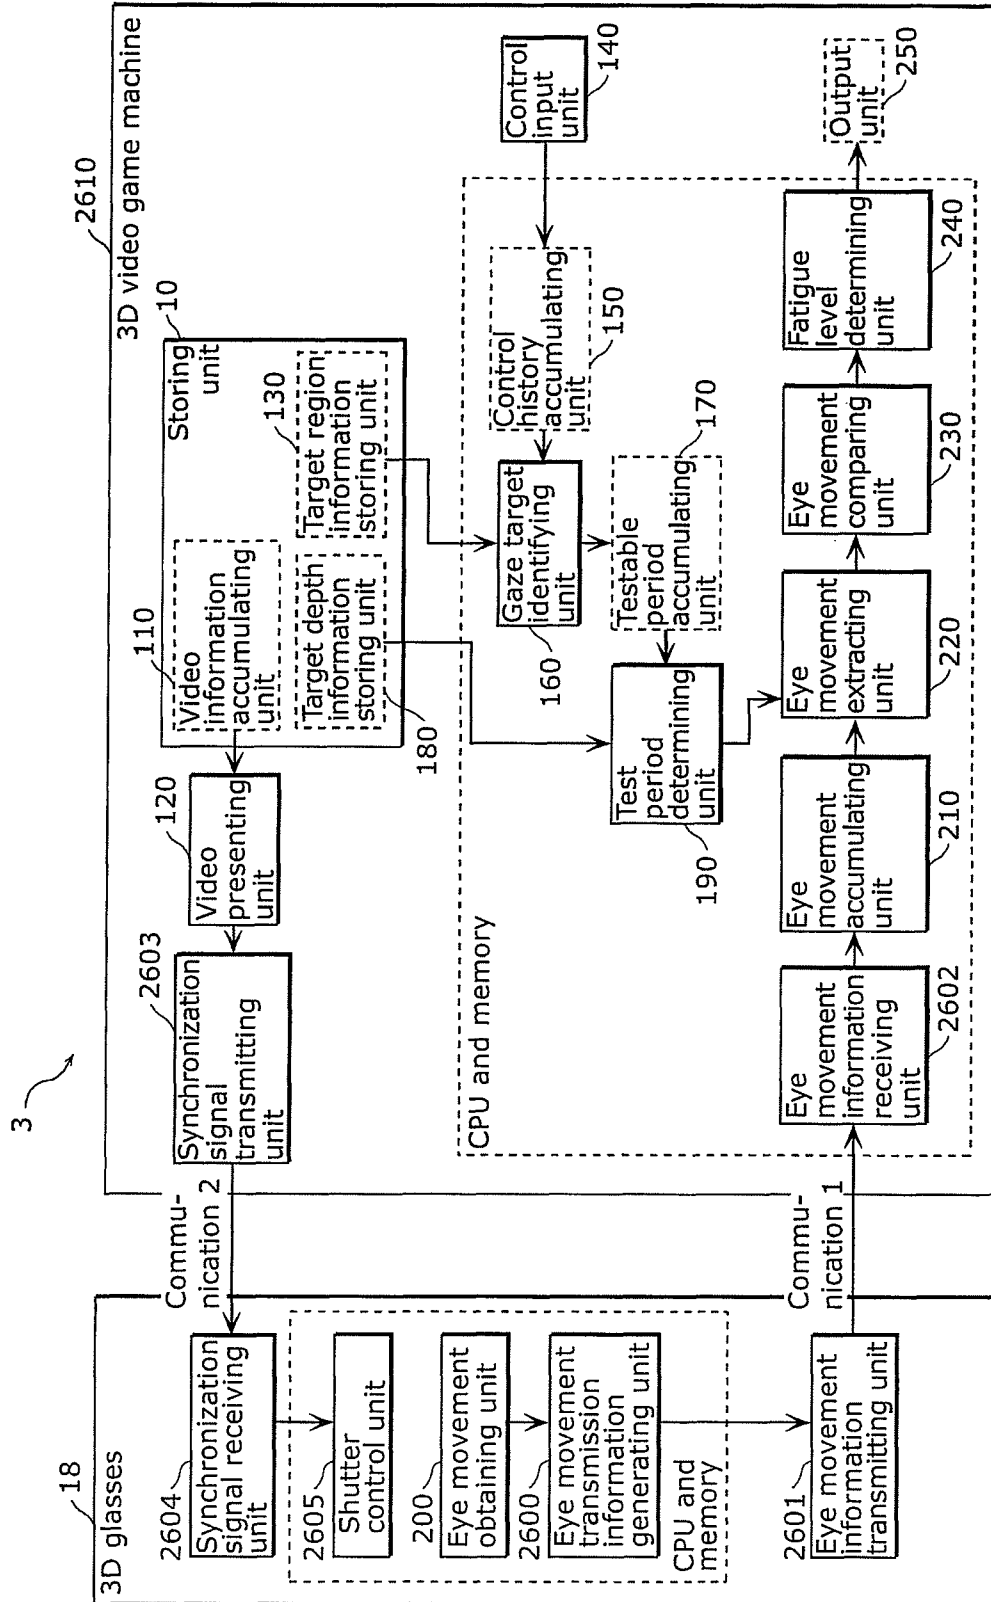 3
18
3D glasses
2604
Synchronization
signal receiving
unit
2605
Shutter
control unit
200
Eye movement
obtaining unit
2600
Eye movement
transmission
information
generating unit
CPU and
memory
2601
Eye movement
information
transmitting unit
Commu-
nication 2
Commu-
nication 1
2610
3D video game machine
2603
Synchronization
signal
transmitting
unit
120
Video
presenting
unit
10
Storing
unit
110
Video
information
accumulating
unit
130
Target region
information
storing unit
Target depth
information
storing unit
180
CPU and memory
Control
input
unit
140
Control
history
accumulating
unit
150
Gaze target
identifying
unit
160
Testable
period
accumulating
unit
170
Test
period
determining
unit
190
Eye
movement
information
receiving
unit
2602
Eye
movement
accumulating
unit
210
Eye
movement
extracting
unit
220
Eye
movement
comparing
unit
230
Fatigue
level
determining
unit
240
Output
unit
250